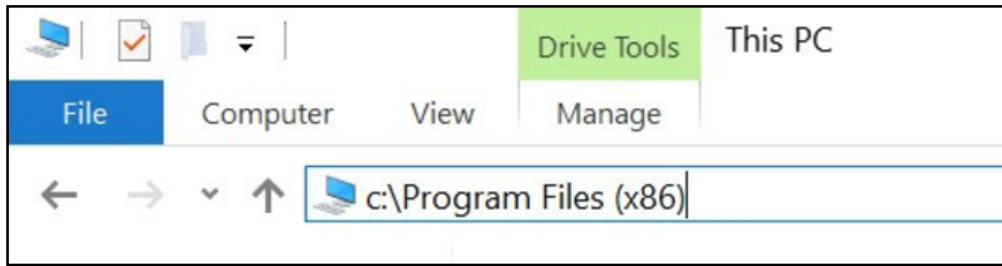 Drive Tools This PC
File Computer View Manage
c:\Program Files (x86)